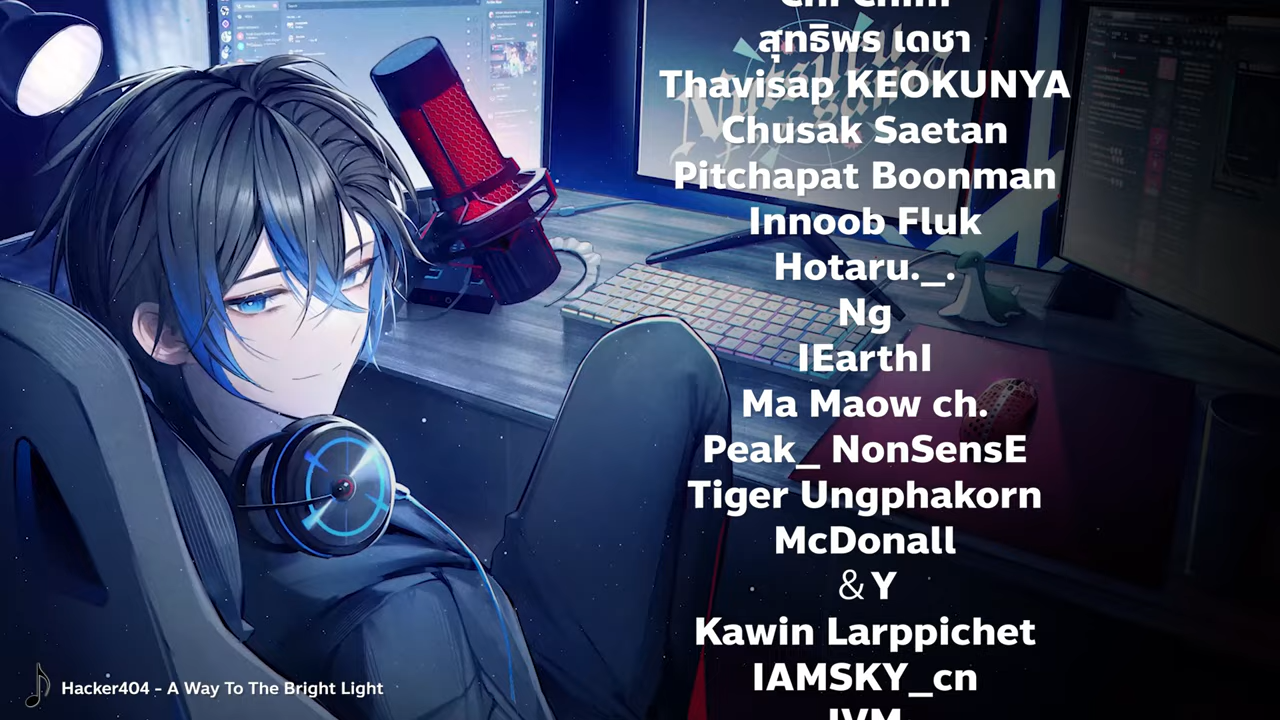 สุทธิพร เดชา
Thavisap KEOKUNYA
Chusak Saetan
Pitchapat Boonman
Innoob Fluk
Hotaru._.
Ng
IEarthI
Ma Maow ch.
Peak_ NonSensE
Tiger Ungphakorn
McDonall
＆Y
Kawin Larppichet
IAMSKY_cn
Hacker404 - A Way To The Bright Light